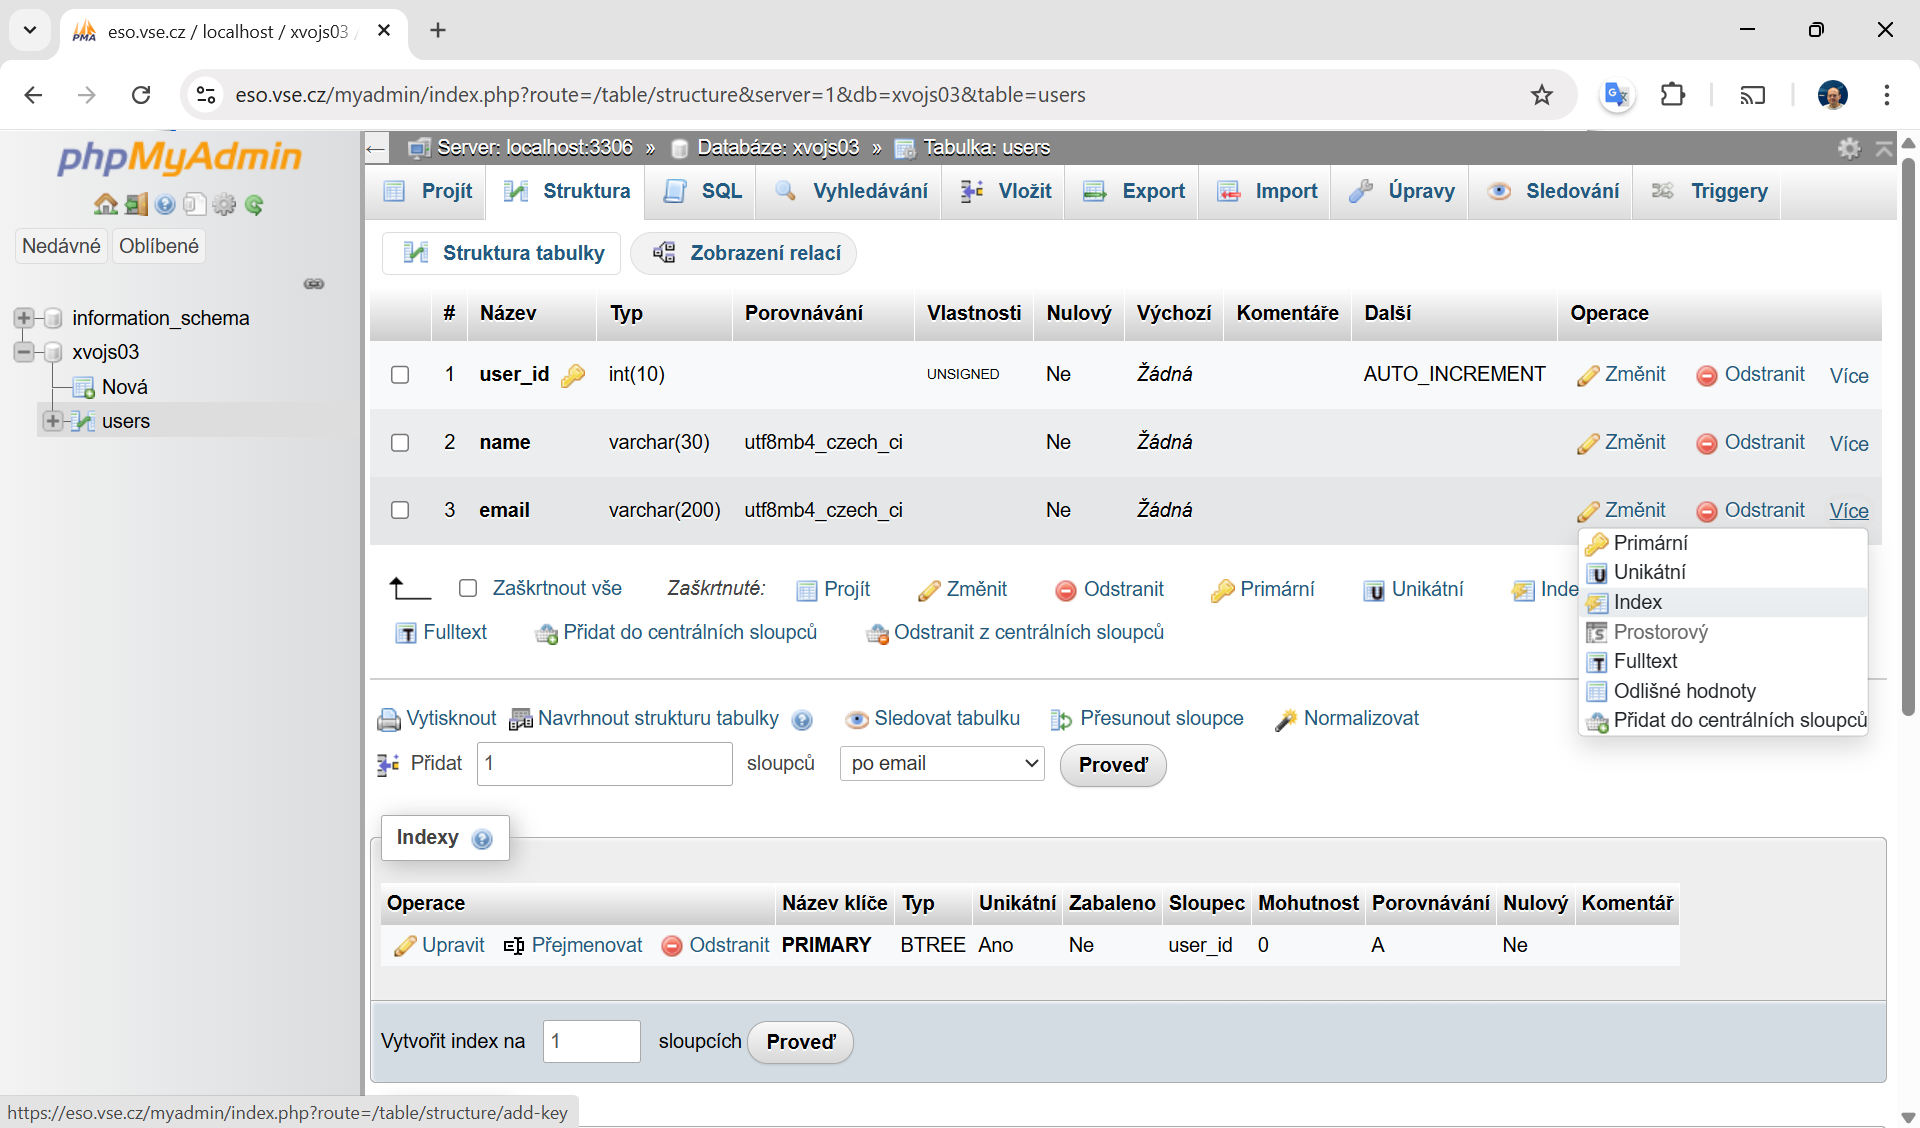 eso.vse.cz / localhost / xvojs03 /
eso.vse.cz/myadmin/index.php?route=/table/structure&server=1&db=xvojs03&table=users
phpMyAdmin
Server: localhost:3306 » Databáze: xvojs03 » Tabulka: users
Projít Struktura SQL Vyhledávání Vložit Export Import Úpravy Sledování Triggery
Nedávné Oblíbené
information_schema
xvojs03
Nová
users
Struktura tabulky Zobrazení relací
# Název Typ Porovnávání Vlastnosti Nulový Výchozí Komentáře Další Operace
1 user_id int(10) UNSIGNED Ne Žádná AUTO_INCREMENT Změnit Odstranit Více
2 name varchar(30) utf8mb4_czech_ci Ne Žádná Změnit Odstranit Více
3 email varchar(200) utf8mb4_czech_ci Ne Žádná Změnit Odstranit Více
Primární
Unikátní
Index
Prostorový
Fulltext
Odlišné hodnoty
Přidat do centrálních sloupců
Zaškrtnout vše Zaškrtnuté: Projít Změnit Odstranit Primární Unikátní Inde
Fulltext Přidat do centrálních sloupců Odstranit z centrálních sloupců
Vytisknout Navrhnout strukturu tabulky Sledovat tabulku Přesunout sloupce Normalizovat
Přidat 1 sloupců po email Proveď
Indexy
Operace Název klíče Typ Unikátní Zabaleno Sloupec Mohutnost Porovnávání Nulový Komentář
Upravit Přejmenovat Odstranit PRIMARY BTREE Ano Ne user_id 0 A Ne
Vytvořit index na 1 sloupcích Proveď
https://eso.vse.cz/myadmin/index.php?route=/table/structure/add-key